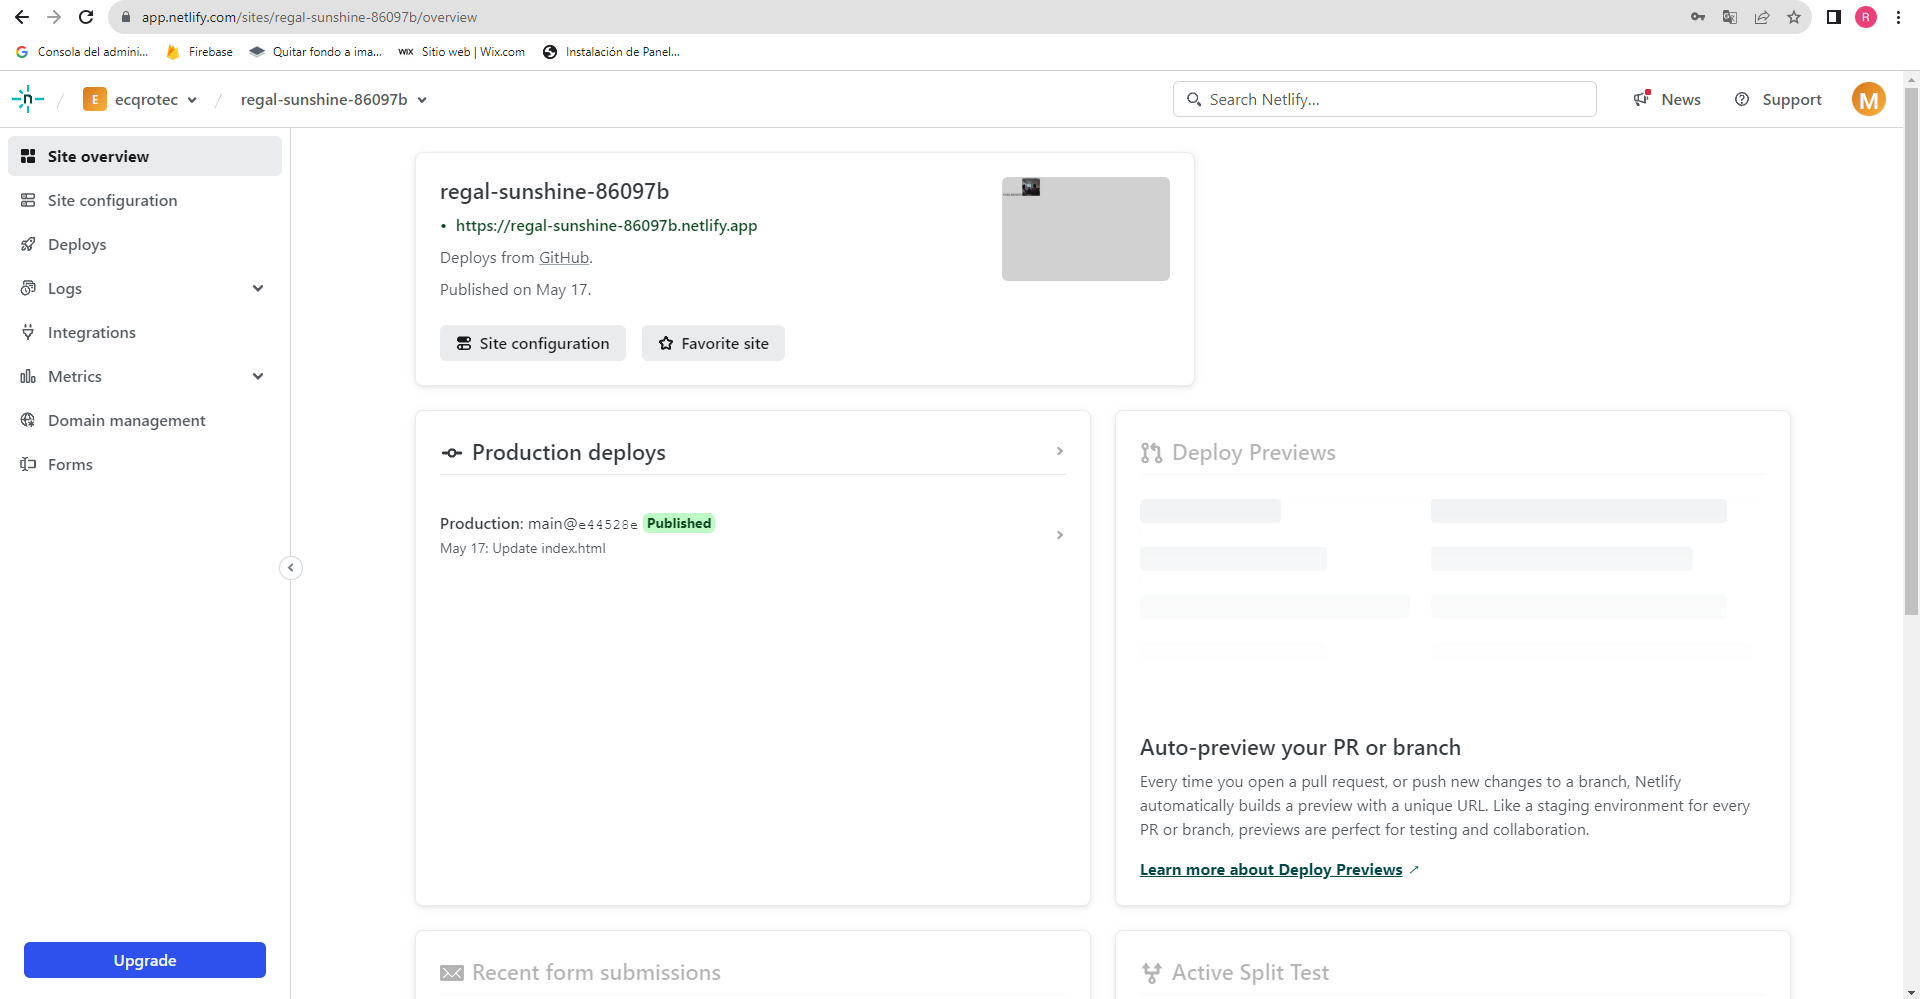 app.netlify.com/sites/regal-sunshine-86097b/overview
R
Consola del admini...
Firebase
Quitar fondo a ima...
WIX Sitio web | Wix.com
Instalación de Panel...
n / E ecqrotec / regal-sunshine-86097b
Search Netlify...
News
Support
M
Site overview
Site configuration
Deploys
Logs
Integrations
Metrics
Domain management
Forms
Upgrade
regal-sunshine-86097b
• https://regal-sunshine-86097b.netlify.app
Deploys from GitHub.
Published on May 17.
Site configuration
Favorite site
Production deploys
Production: main@e44528e Published
May 17: Update index.html
Deploy Previews
Auto-preview your PR or branch
Every time you open a pull request, or push new changes to a branch, Netlify
automatically builds a preview with a unique URL. Like a staging environment for every
PR or branch, previews are perfect for testing and collaboration.
Learn more about Deploy Previews
Recent form submissions
Active Split Test